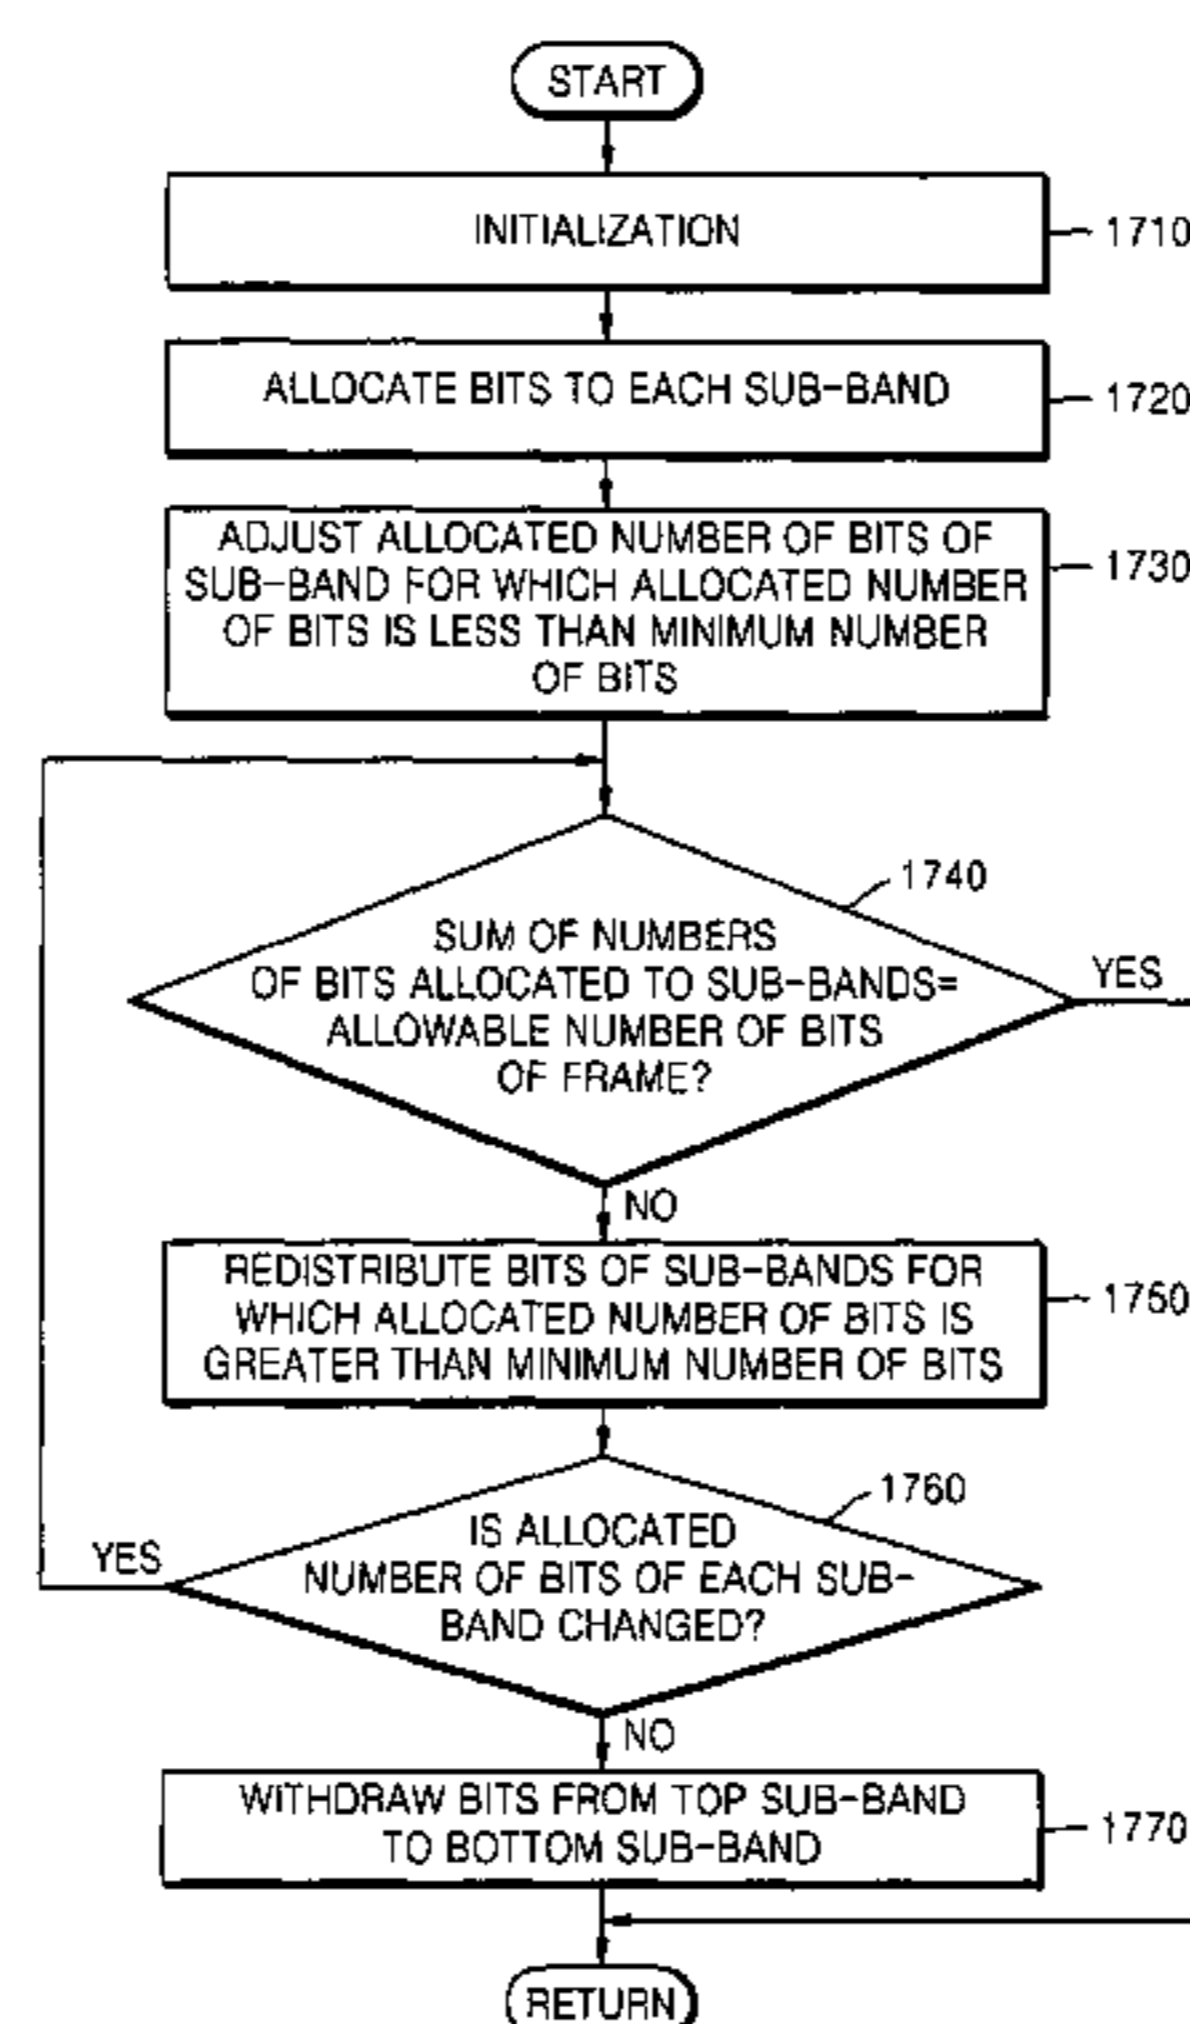 START
INITIALIZATION
1710
ALLOCATE BITS TO EACH SUB-BAND
1720
ADJUST ALLOCATED NUMBER OF BITS OF
SUB-BAND FOR WHICH ALLOCATED NUMBER
OF BITS IS LESS THAN MINIMUM NUMBER
OF BITS
1730
1740
SUM OF NUMBERS
OF BITS ALLOCATED TO SUB-BANDS=
ALLOWABLE NUMBER OF BITS
OF FRAME?
YES
NO
REDISTRIBUTE BITS OF SUB-BANDS FOR
WHICH ALLOCATED NUMBER OF BITS IS
GREATER THAN MINIMUM NUMBER OF BITS
1750
1760
IS ALLOCATED
NUMBER OF BITS OF EACH SUB-
BAND CHANGED?
YES
NO
WITHDRAW BITS FROM TOP SUB-BAND
TO BOTTOM SUB-BAND
1770
RETURN